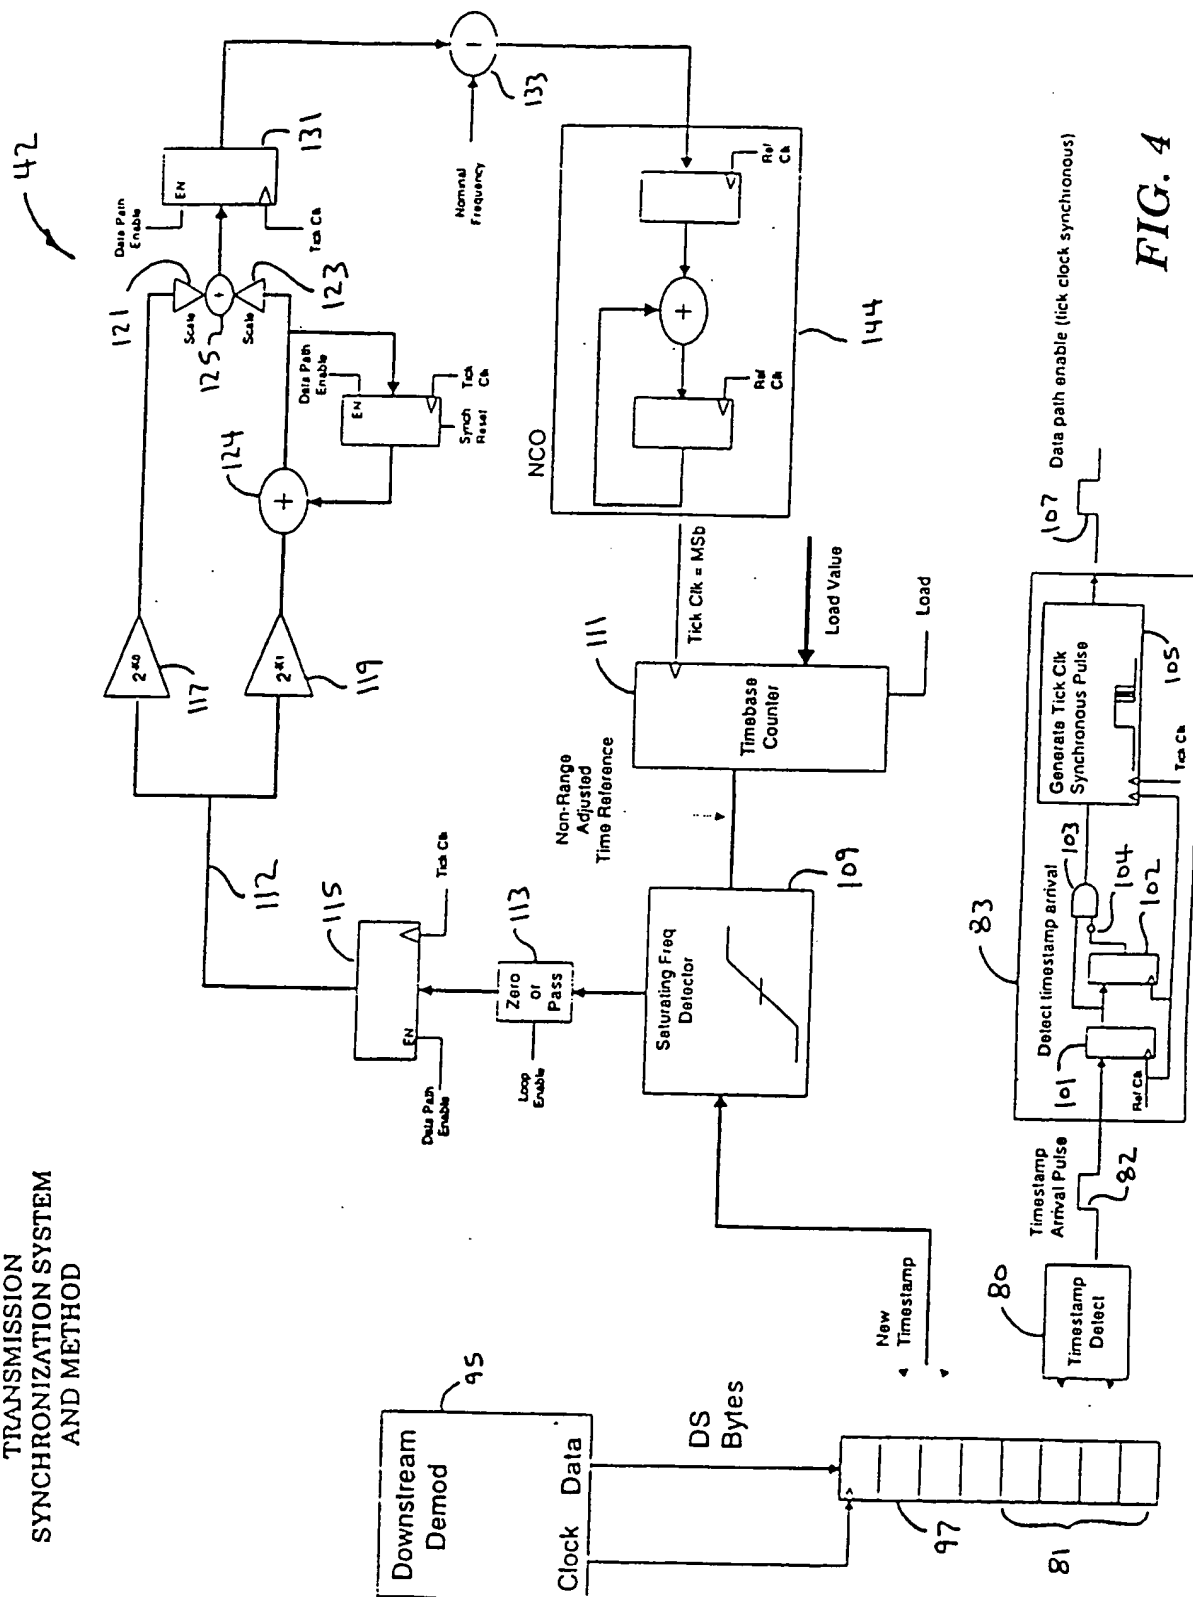 TRANSMISSION
SYNCHRONIZATION SYSTEM
AND METHOD
42
Downstream
Demod
Clock Data
95
DS
Bytes
97
81
New
Timestamp
Saturating Freq
Detector
109
Zero
or
Pass
113
Loop
Enable
115
EN
Data Path
Enable
Tick Clk
112
2-K0
117
2-K1
119
124
+
EN
Data Path
Enable
Tick
Clk
Synch
Reset
121
Scale
125
+
Scale
123
Data Path
Enable
EN
131
Tick Clk
Nominal
Frequency
−
133
NCO
Ref
Clk
+
Ref
Clk
144
Tick Clk = MSb
111
Timebase
Counter
Load Value
Load
Non-Range
Adjusted
Time Reference
80
Timestamp
Detect
Timestamp
Arrival Pulse
82
83
Detect timestamp arrival
101
Ref Clk
102
104
103
Generate Tick Clk
Synchronous Pulse
105
Tick Clk
107
Data path enable (tick clock synchronous)
FIG. 4